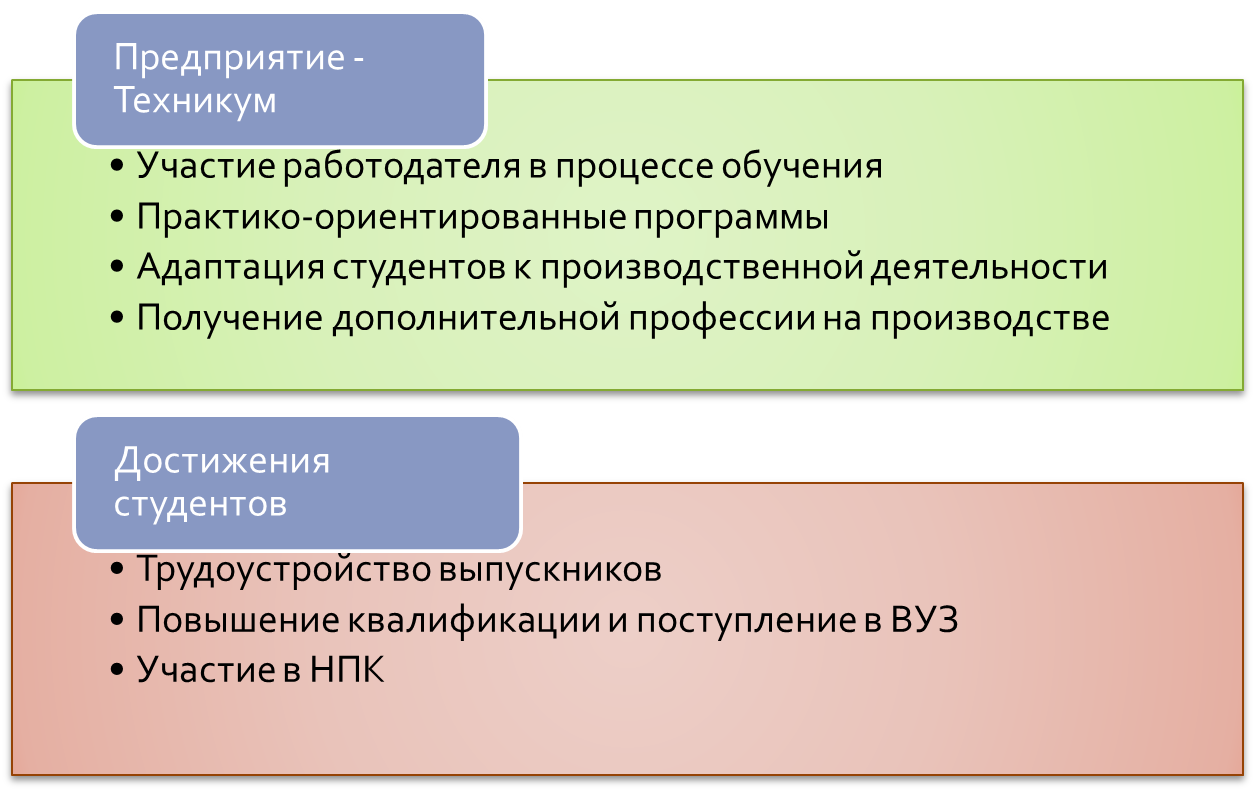 Предприятие -
Техникум
• Участие работодателя в процессе обучения
• Практико-ориентированные программы
• Адаптация студентов к производственной деятельности
• Получение дополнительной профессии на производстве
Достижения
студентов
• Трудоустройство выпускников
• Повышение квалификации и поступление в ВУЗ
• Участие в НПК